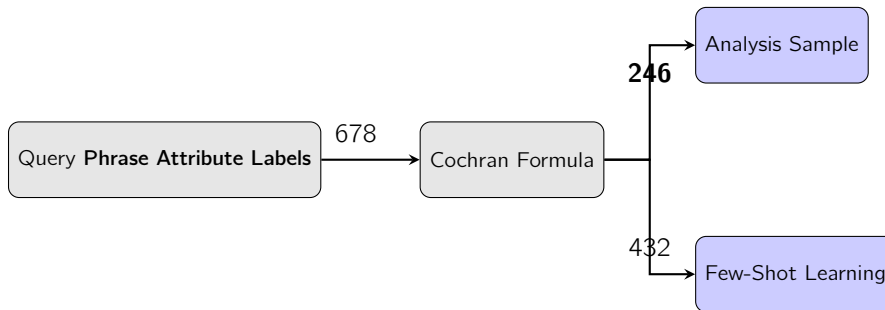 Analysis Sample
246
678
Query Phrase Attribute Labels
Cochran Formula
432
Few-Shot Learning